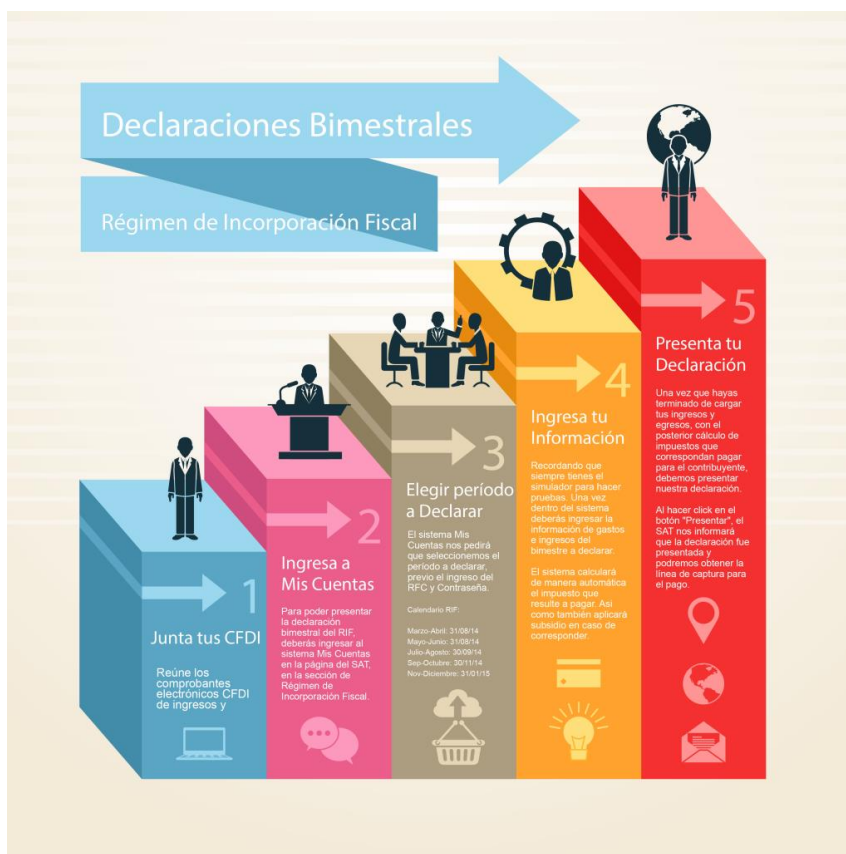 Declaraciones Bimestrales
Régimen de Incorporación Fiscal
1
Junta tus CFDI
Reúne los
comprobantes
electrónicos CFDI
de ingresos y
2
Ingresa a
Mis Cuentas
Para poder presentar
la declaración
bimestral del RIF,
deberás ingresar al
sistema Mis Cuentas
en la página del SAT,
en la sección de
Régimen de
Incorporación Fiscal.
3
Elegir período
a Declarar
El sistema Mis
Cuentas nos pedirá
que seleccionemos el
período a declarar,
previo el ingreso del
RFC y Contraseña.
Calendario RIF:
Marzo-Abril: 31/08/14
Mayo-Junio: 31/08/14
Julio-Agosto: 30/09/14
Sep-Octubre: 30/11/14
Nov-Diciembre: 31/01/15
4
Ingresa tu
Información
Recordando que
siempre tienes el
simulador para hacer
pruebas. Una vez
dentro del sistema
deberás ingresar la
información de gastos
e ingresos del
bimestre a declarar.
El sistema calculará
de manera automática
el impuesto que
resulte a pagar. Asi
como también aplicará
subsidio en caso de
corresponder.
5
Presenta tu
Declaración
Una vez que hayas
terminado de cargar
tus ingresos y
egresos, con el
posterior cálculo de
impuestos que
correspondan pagar
para el contribuyente,
debemos presentar
nuestra declaración.
Al hacer click en el
botón "Presentar", el
SAT nos informará
que la declaración fue
presentada y
podremos obtener la
línea de captura para
el pago.